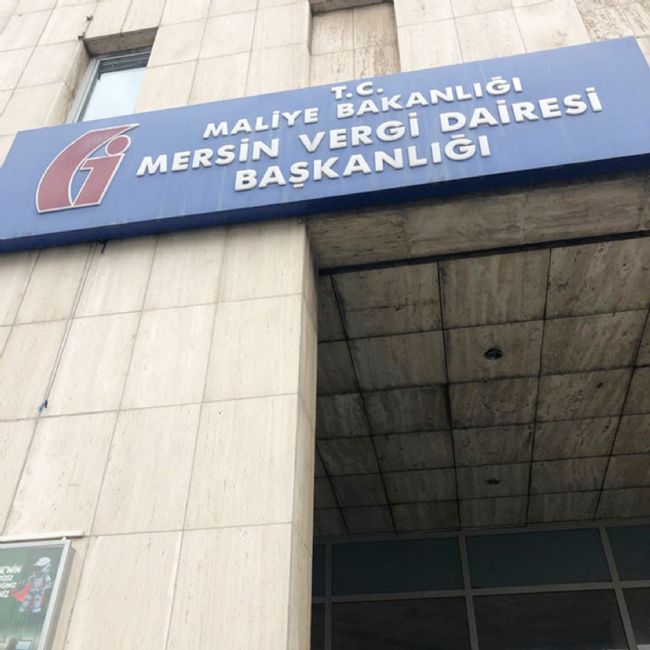 T.C.
MALİYE BAKANLIĞI
MERSİN VERGİ DAİRESİ
BAŞKANLIĞI